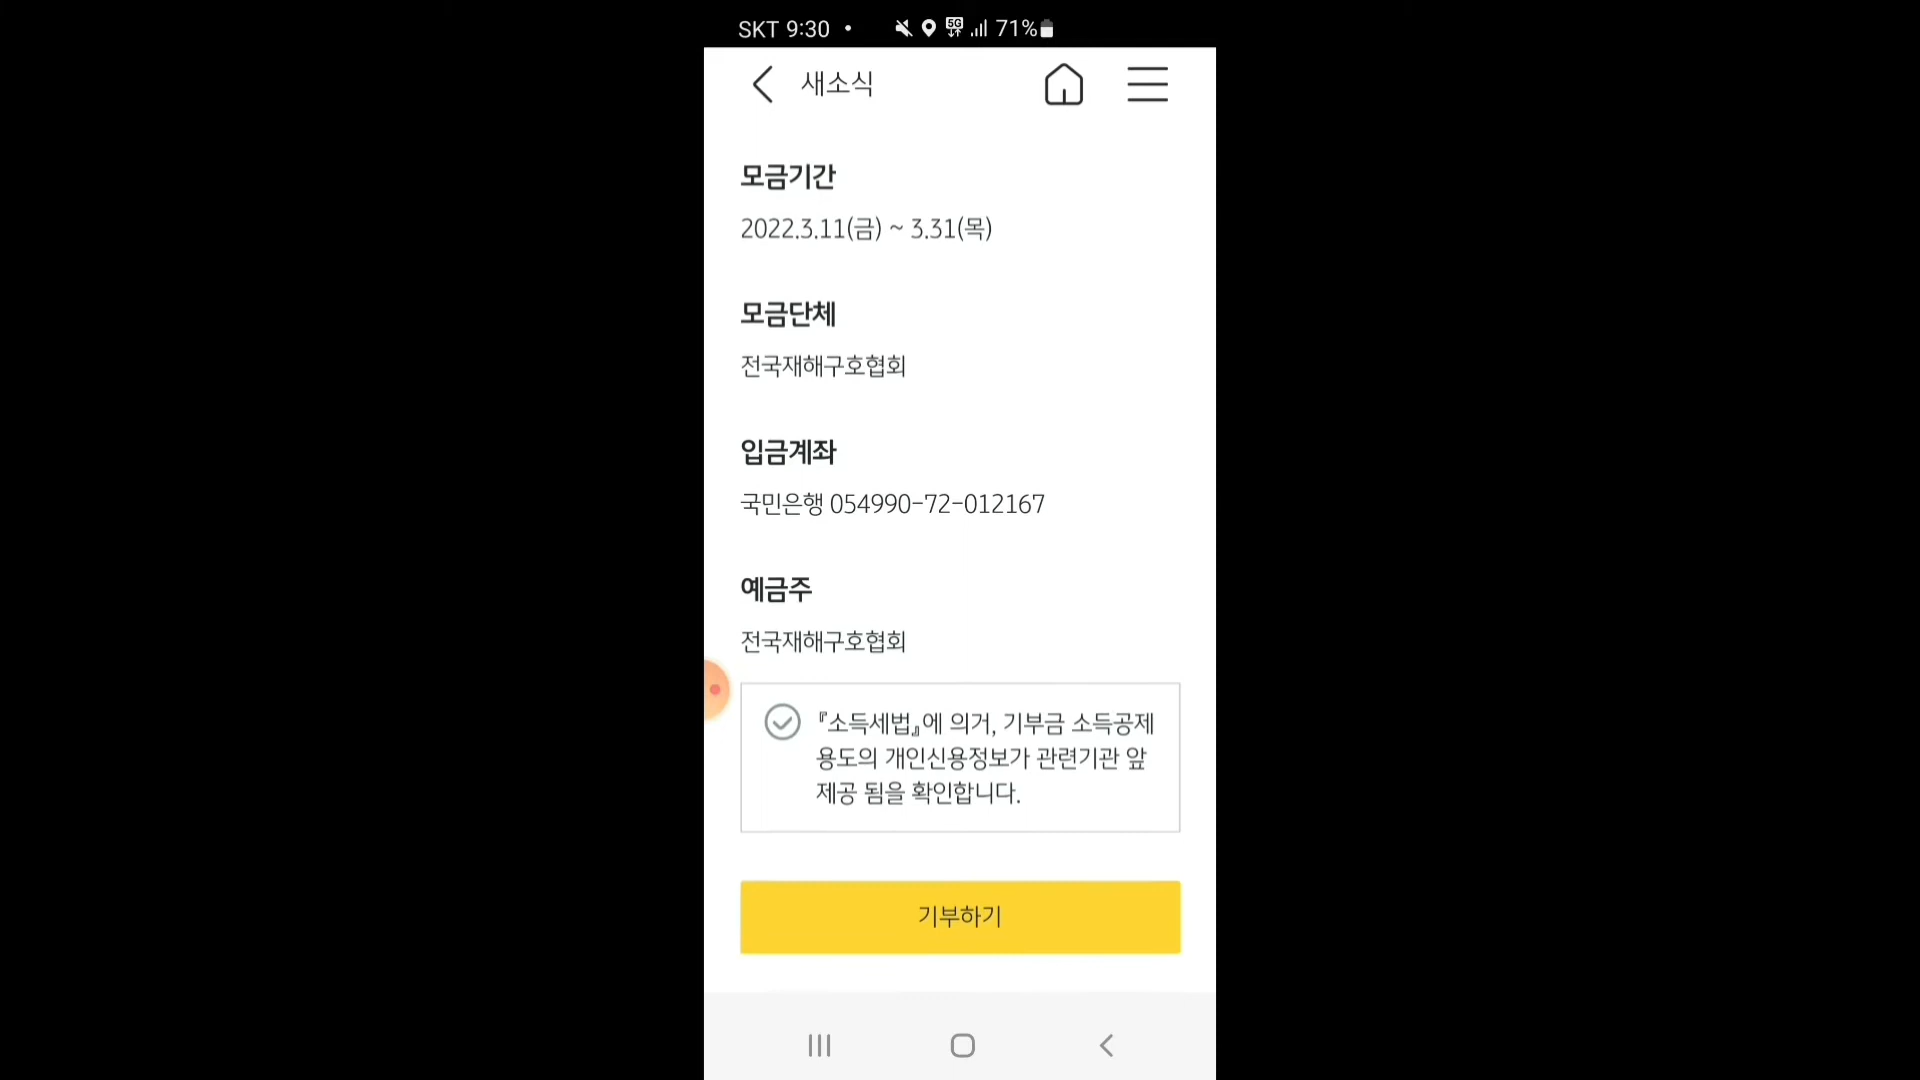 SKT 9:30 • 5G 71%
새소식
모금기간
2022.3.11(금) ~ 3.31(목)
모금단체
전국재해구호협회
입금계좌
국민은행 054990-72-012167
예금주
전국재해구호협회
『소득세법』에 의거, 기부금 소득공제
용도의 개인신용정보가 관련기관 앞
제공 됨을 확인합니다.
기부하기